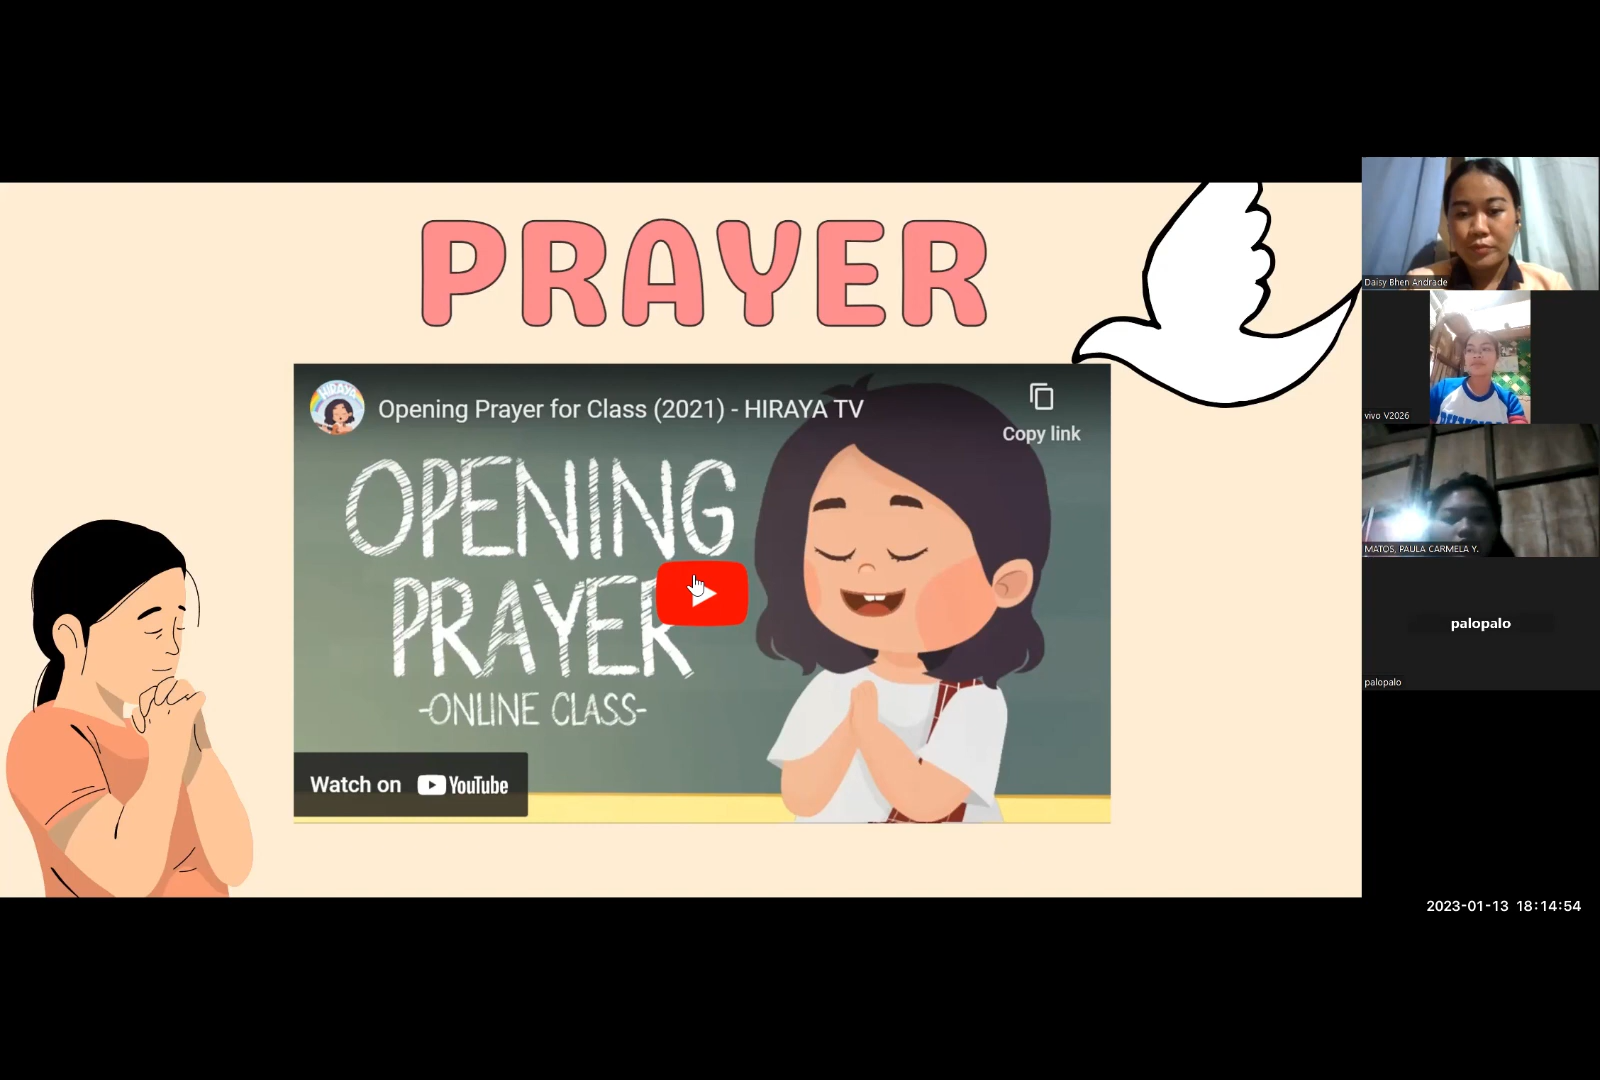 PRAYER
HIRAYA
Opening Prayer for Class (2021) - HIRAYA TV
Copy link
OPENING
PRAYER
-ONLINE CLASS-
Watch on YouTube
Daisy Bhen Andrade
vivo V2026
MATOS, PAULA CARMELA Y.
palopalo
palopalo
2023-01-13 18:14:54